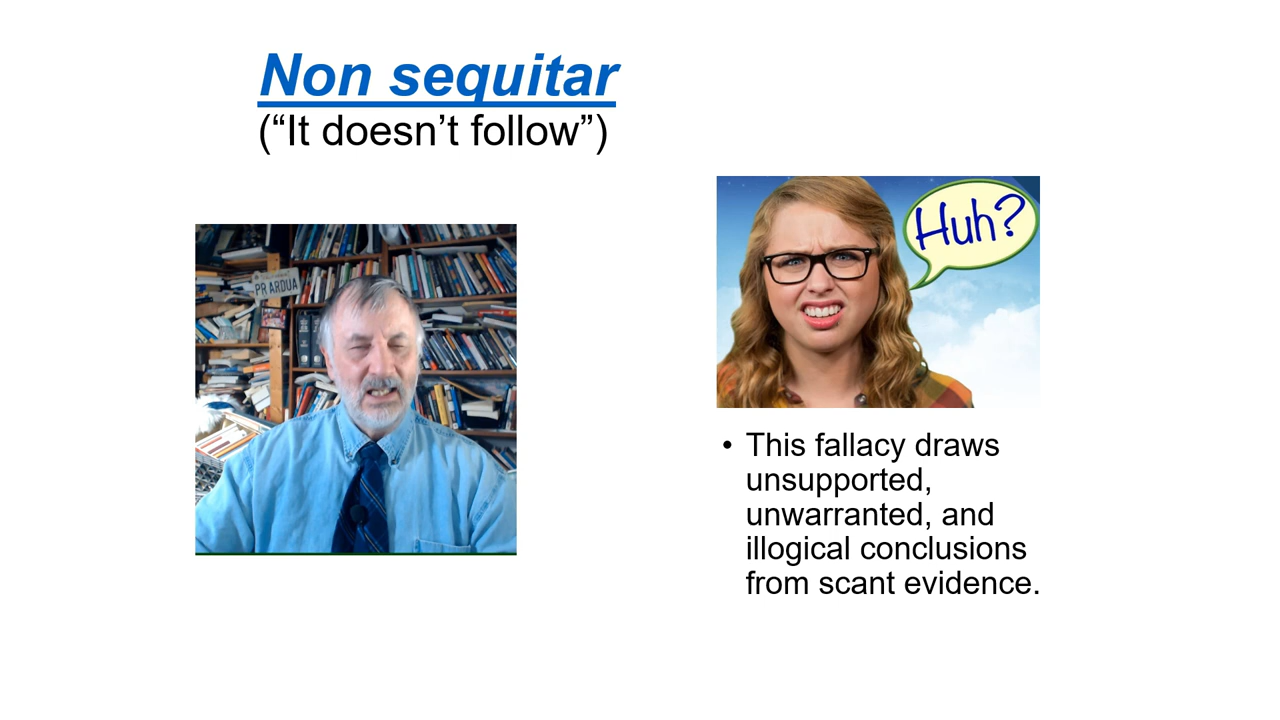 Non sequitar
(“It doesn’t follow”)
PR ARDUA
Huh?
• This fallacy draws
unsupported,
unwarranted, and
illogical conclusions
from scant evidence.